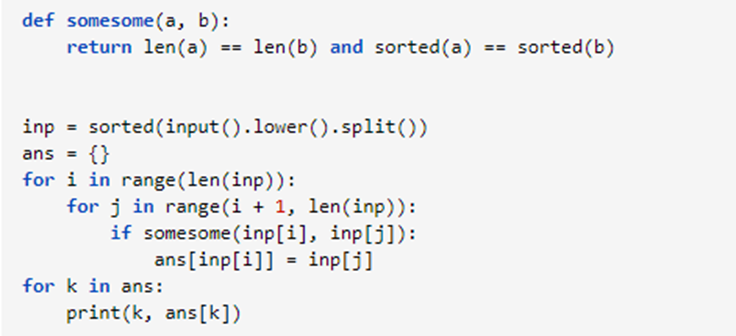 def somesome(a, b):
    return len(a) == len(b) and sorted(a) == sorted(b)


inp = sorted(input().lower().split())
ans = {}
for i in range(len(inp)):
    for j in range(i + 1, len(inp)):
        if somesome(inp[i], inp[j]):
            ans[inp[i]] = inp[j]
for k in ans:
    print(k, ans[k])